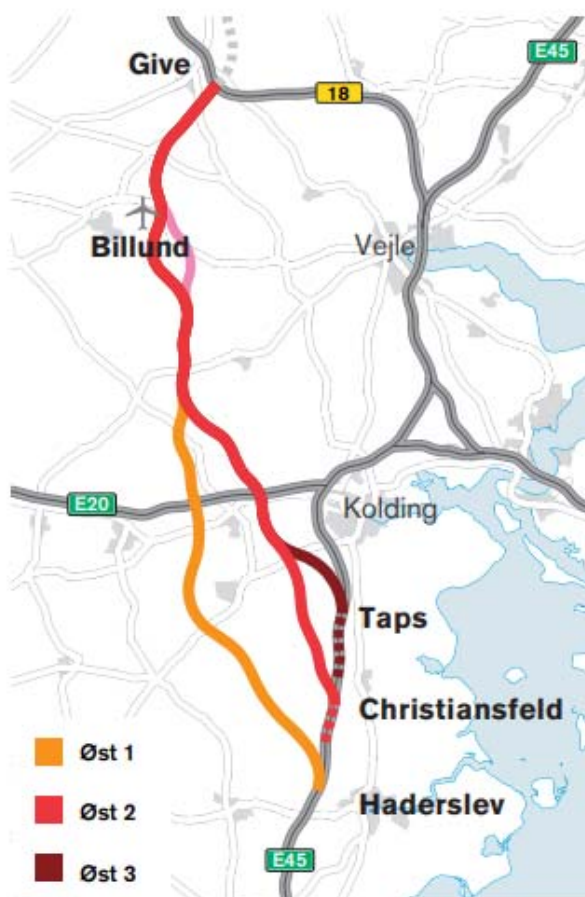 E45
Give
18
Billund
Vejle
E20
Kolding
Taps
Christiansfeld
Haderslev
E45
Øst 1
Øst 2
Øst 3